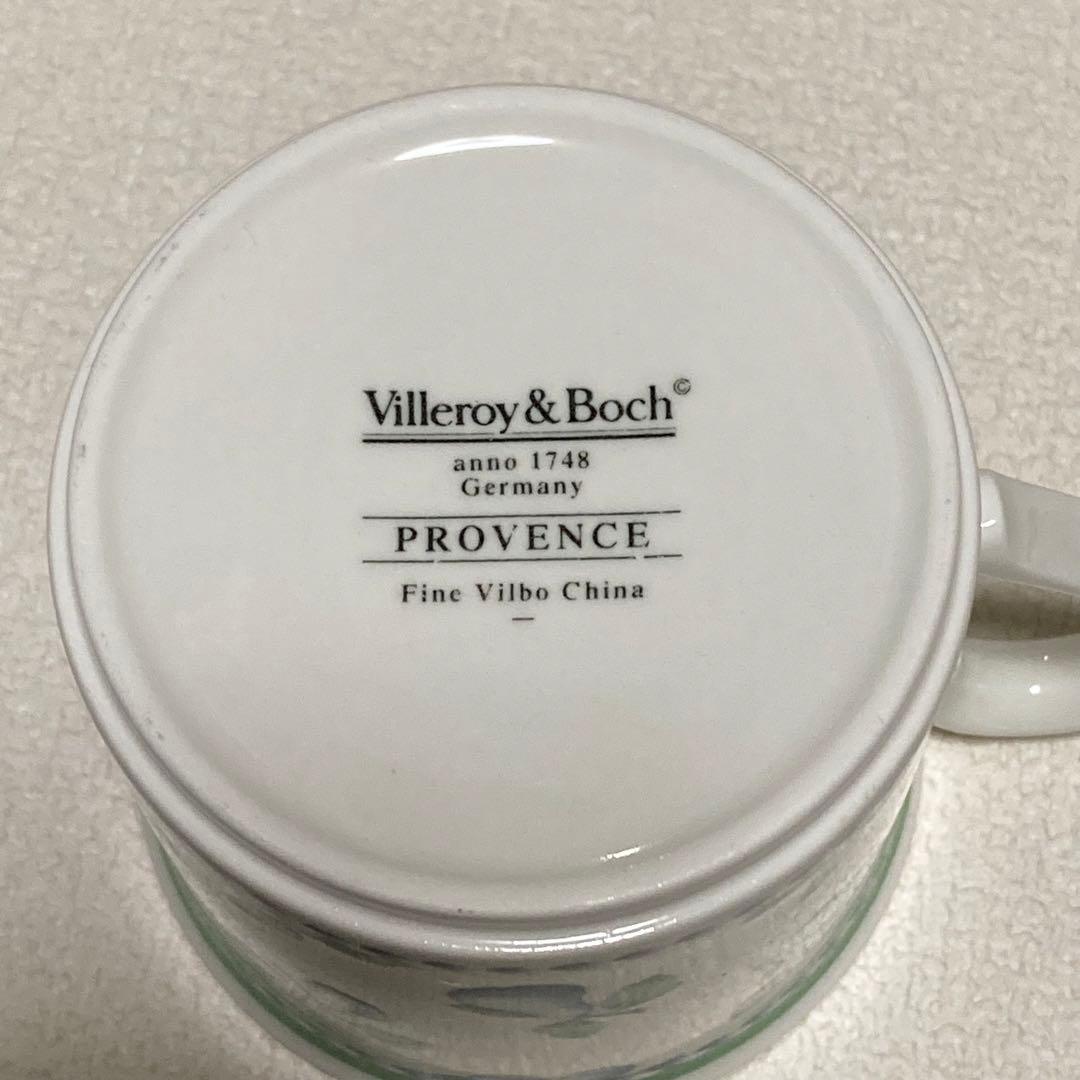 Villeroy & Boch©
anno 1748
Germany
PROVENCE
Fine Vilbo China